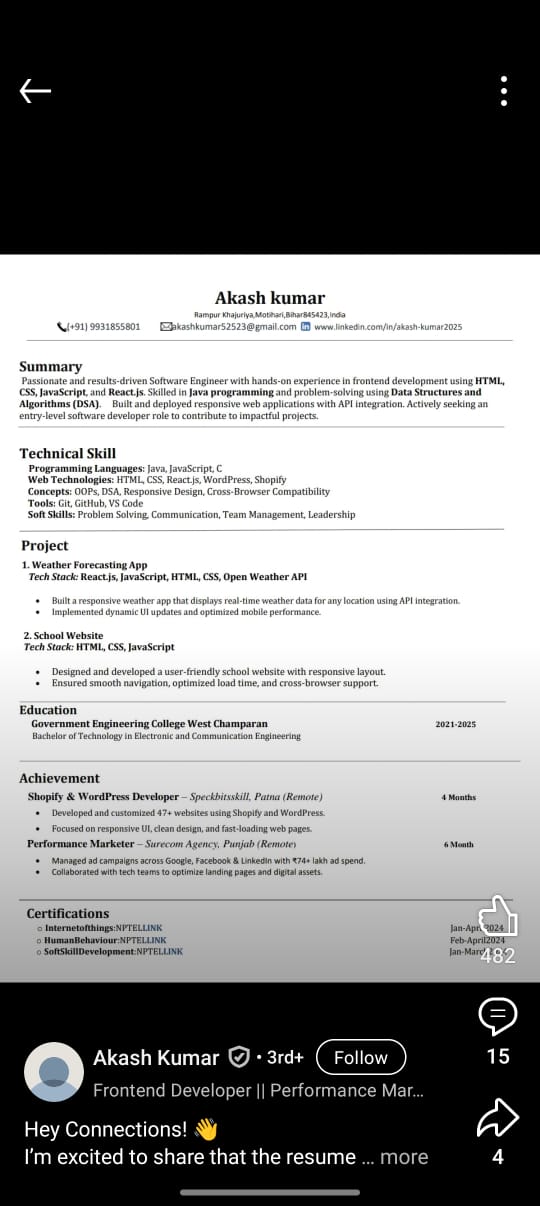 Akash kumar
Rampur Khajuriya,Motihari,Bihar845423,India
(+91) 9931855801 akashkumar52523@gmail.com in www.linkedin.com/in/akash-kumar2025
Summary
Passionate and results-driven Software Engineer with hands-on experience in frontend development using HTML,
CSS, JavaScript, and React.js. Skilled in Java programming and problem-solving using Data Structures and
Algorithms (DSA). Built and deployed responsive web applications with API integration. Actively seeking an
entry-level software developer role to contribute to impactful projects.
Technical Skill
Programming Languages: Java, JavaScript, C
Web Technologies: HTML, CSS, React.js, WordPress, Shopify
Concepts: OOPs, DSA, Responsive Design, Cross-Browser Compatibility
Tools: Git, GitHub, VS Code
Soft Skills: Problem Solving, Communication, Team Management, Leadership
Project
1. Weather Forecasting App
Tech Stack: React.js, JavaScript, HTML, CSS, Open Weather API
• Built a responsive weather app that displays real-time weather data for any location using API integration.
• Implemented dynamic UI updates and optimized mobile performance.
2. School Website
Tech Stack: HTML, CSS, JavaScript
• Designed and developed a user-friendly school website with responsive layout.
• Ensured smooth navigation, optimized load time, and cross-browser support.
Education
Government Engineering College West Champaran 2021-2025
Bachelor of Technology in Electronic and Communication Engineering
Achievement
Shopify & WordPress Developer – Speckbitsskill, Patna (Remote) 4 Months
• Developed and customized 47+ websites using Shopify and WordPress.
• Focused on responsive UI, clean design, and fast-loading web pages.
Performance Marketer – Surecom Agency, Punjab (Remote) 6 Month
• Managed ad campaigns across Google, Facebook & LinkedIn with ₹74+ lakh ad spend.
• Collaborated with tech teams to optimize landing pages and digital assets.
Certifications
o Internetofthings:NPTELLINK Jan-Apr 2024
o HumanBehaviour:NPTELLINK Feb-April2024
o SoftSkillDevelopment:NPTELLINK
482
15
Akash Kumar • 3rd+ Follow
Frontend Developer || Performance Mar...
Hey Connections! 👋
I'm excited to share that the resume ... more
4